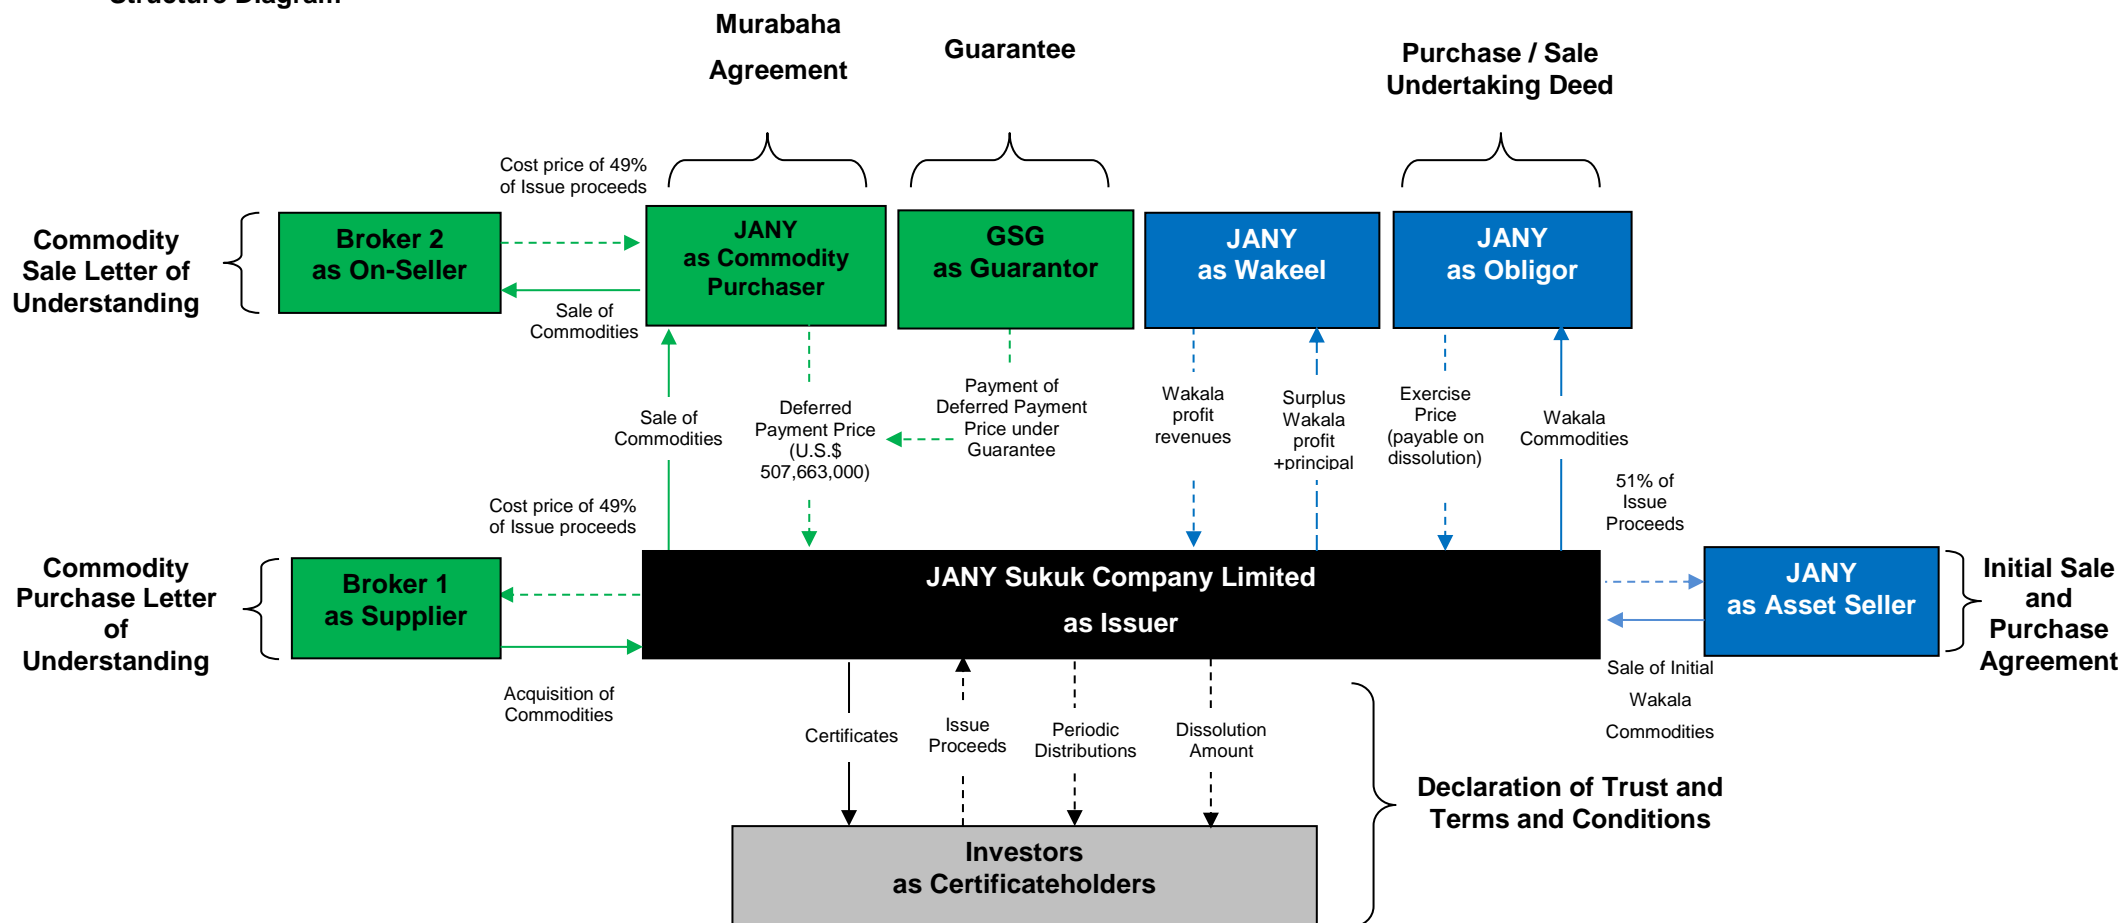 Structure Diagram
Murabaha
Agreement
Guarantee
Purchase / Sale
Undertaking Deed
Cost price of 49%
of Issue proceeds
Commodity
Sale Letter of
Understanding
Broker 2
as On-Seller
JANY
as Commodity
Purchaser
GSG
as Guarantor
JANY
as Wakeel
JANY
as Obligor
Sale of
Commodities
Sale of
Commodities
Deferred
Payment Price
(U.S.$
507,663,000)
Payment of
Deferred Payment
Price under
Guarantee
Wakala
profit
revenues
Surplus
Wakala
profit
+principal
Exercise
Price
(payable on
dissolution)
Wakala
Commodities
51% of
Issue
Proceeds
Cost price of 49%
of Issue proceeds
Commodity
Purchase Letter
of
Understanding
Broker 1
as Supplier
JANY Sukuk Company Limited
as Issuer
JANY
as Asset Seller
Initial Sale
and
Purchase
Agreement
Acquisition of
Commodities
Sale of Initial
Wakala
Commodities
Certificates
Issue
Proceeds
Periodic
Distributions
Dissolution
Amount
Declaration of Trust and
Terms and Conditions
Investors
as Certificateholders